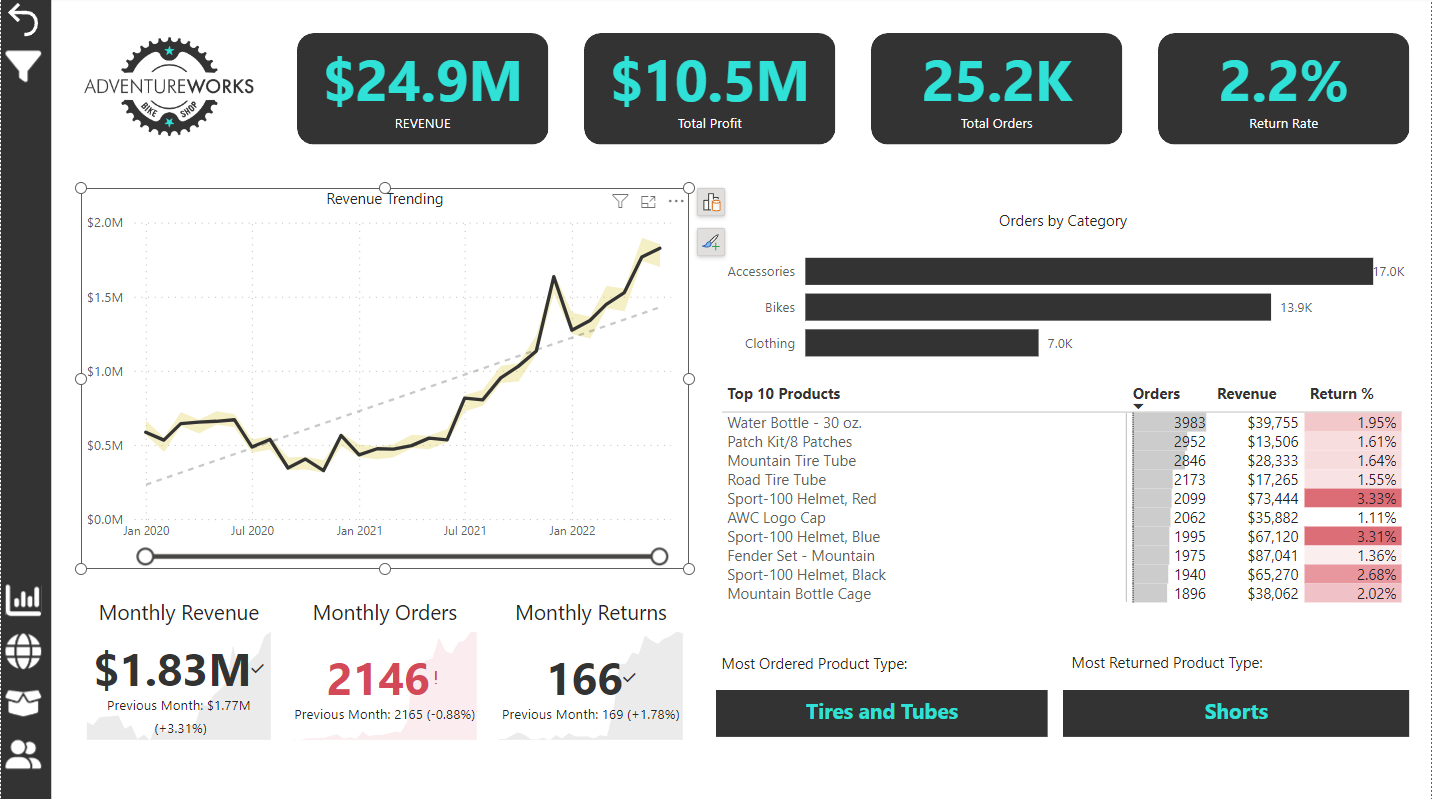 ADVENTUREWORKS
BIKE SHOP
$24.9M
REVENUE
$10.5M
Total Profit
25.2K
Total Orders
2.2%
Return Rate
Revenue Trending
$2.0M
$1.5M
$1.0M
$0.5M
$0.0M
Jan 2020 Jul 2020 Jan 2021 Jul 2021 Jan 2022
Orders by Category
Accessories 17.0K
Bikes 13.9K
Clothing 7.0K
Top 10 Products Orders Revenue Return %
Water Bottle - 30 oz. 3983 $39,755 1.95%
Patch Kit/8 Patches 2952 $13,506 1.61%
Mountain Tire Tube 2846 $28,333 1.64%
Road Tire Tube 2173 $17,265 1.55%
Sport-100 Helmet, Red 2099 $73,444 3.33%
AWC Logo Cap 2062 $35,882 1.11%
Sport-100 Helmet, Blue 1995 $67,120 3.31%
Fender Set - Mountain 1975 $87,041 1.36%
Sport-100 Helmet, Black 1940 $65,270 2.68%
Mountain Bottle Cage 1896 $38,062 2.02%
Monthly Revenue
$1.83M
Previous Month: $1.77M
(+3.31%)
Monthly Orders
2146!
Previous Month: 2165 (-0.88%)
Monthly Returns
166
Previous Month: 169 (+1.78%)
Most Ordered Product Type:
Tires and Tubes
Most Returned Product Type:
Shorts